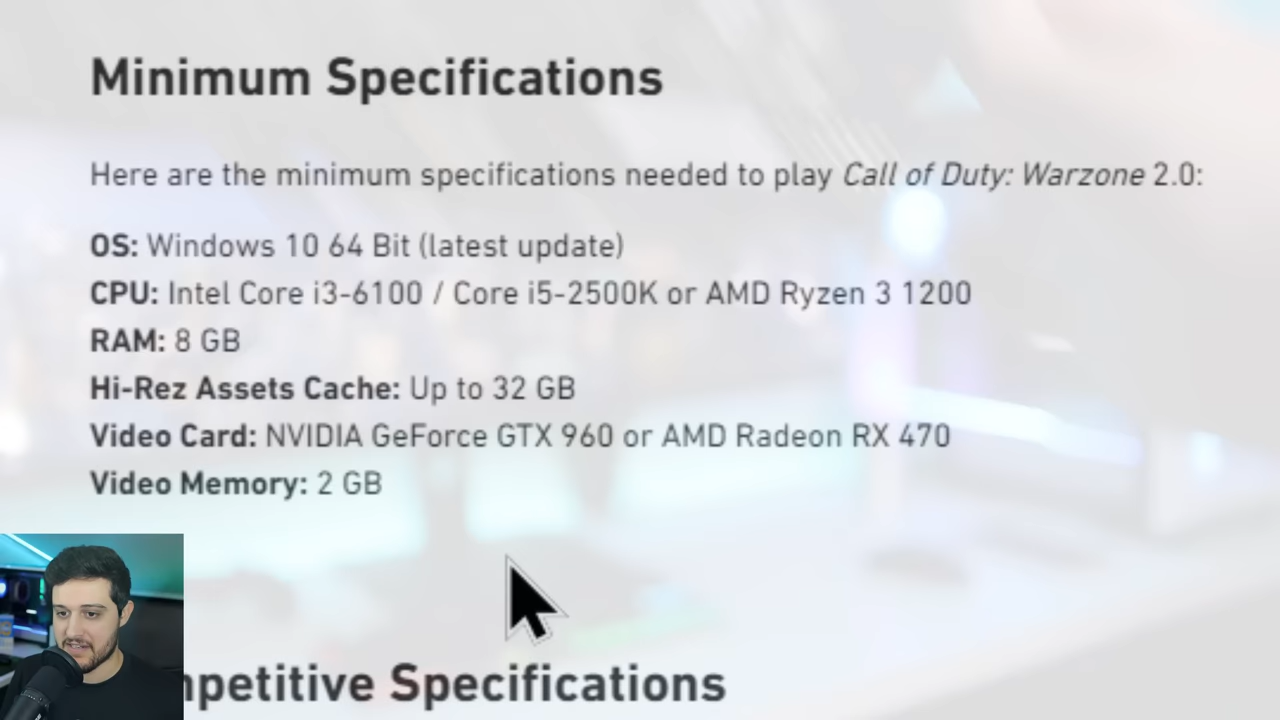 Minimum Specifications
Here are the minimum specifications needed to play Call of Duty: Warzone 2.0:
OS: Windows 10 64 Bit (latest update)
CPU: Intel Core i3-6100 / Core i5-2500K or AMD Ryzen 3 1200
RAM: 8 GB
Hi-Rez Assets Cache: Up to 32 GB
Video Card: NVIDIA GeForce GTX 960 or AMD Radeon RX 470
Video Memory: 2 GB
Specifications